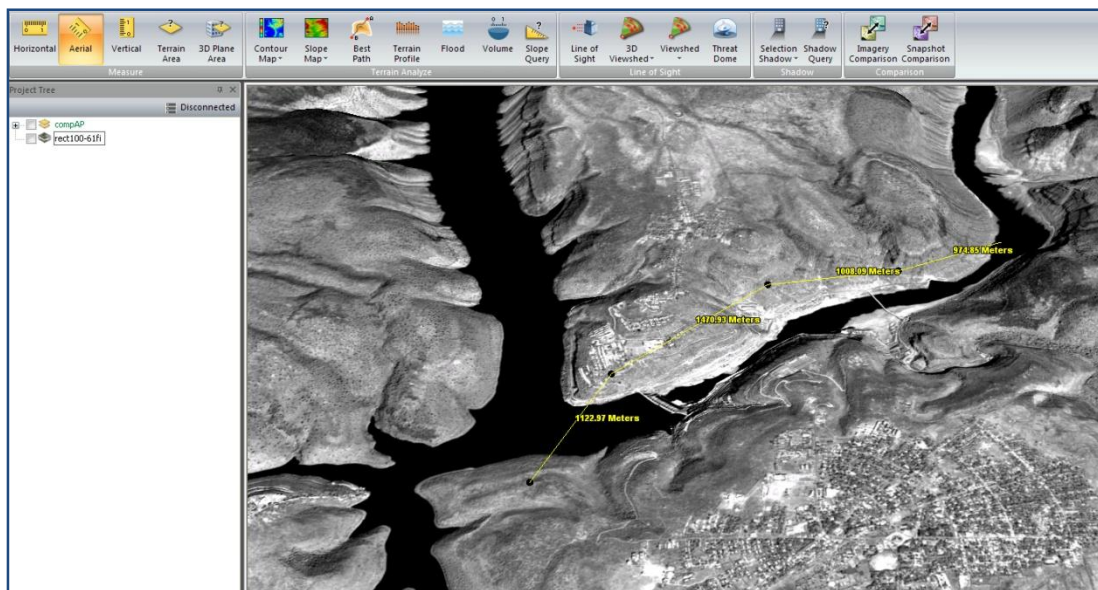 Horizontal Aerial Vertical Terrain Area 3D Plane Area Contour Map Slope Map Best Path Terrain Profile Flood Volume Slope Query Line of Sight 3D Viewshed Viewshed Threat Dome Selection Shadow Shadow Query Imagery Comparison Snapshot Comparison
Measure Terrain Analyze Line of Sight Shadow Comparison
Project Tree
Disconnected
compAP
rect100-61fi
974.85 Meters
1008.09 Meters
1470.93 Meters
1122.97 Meters